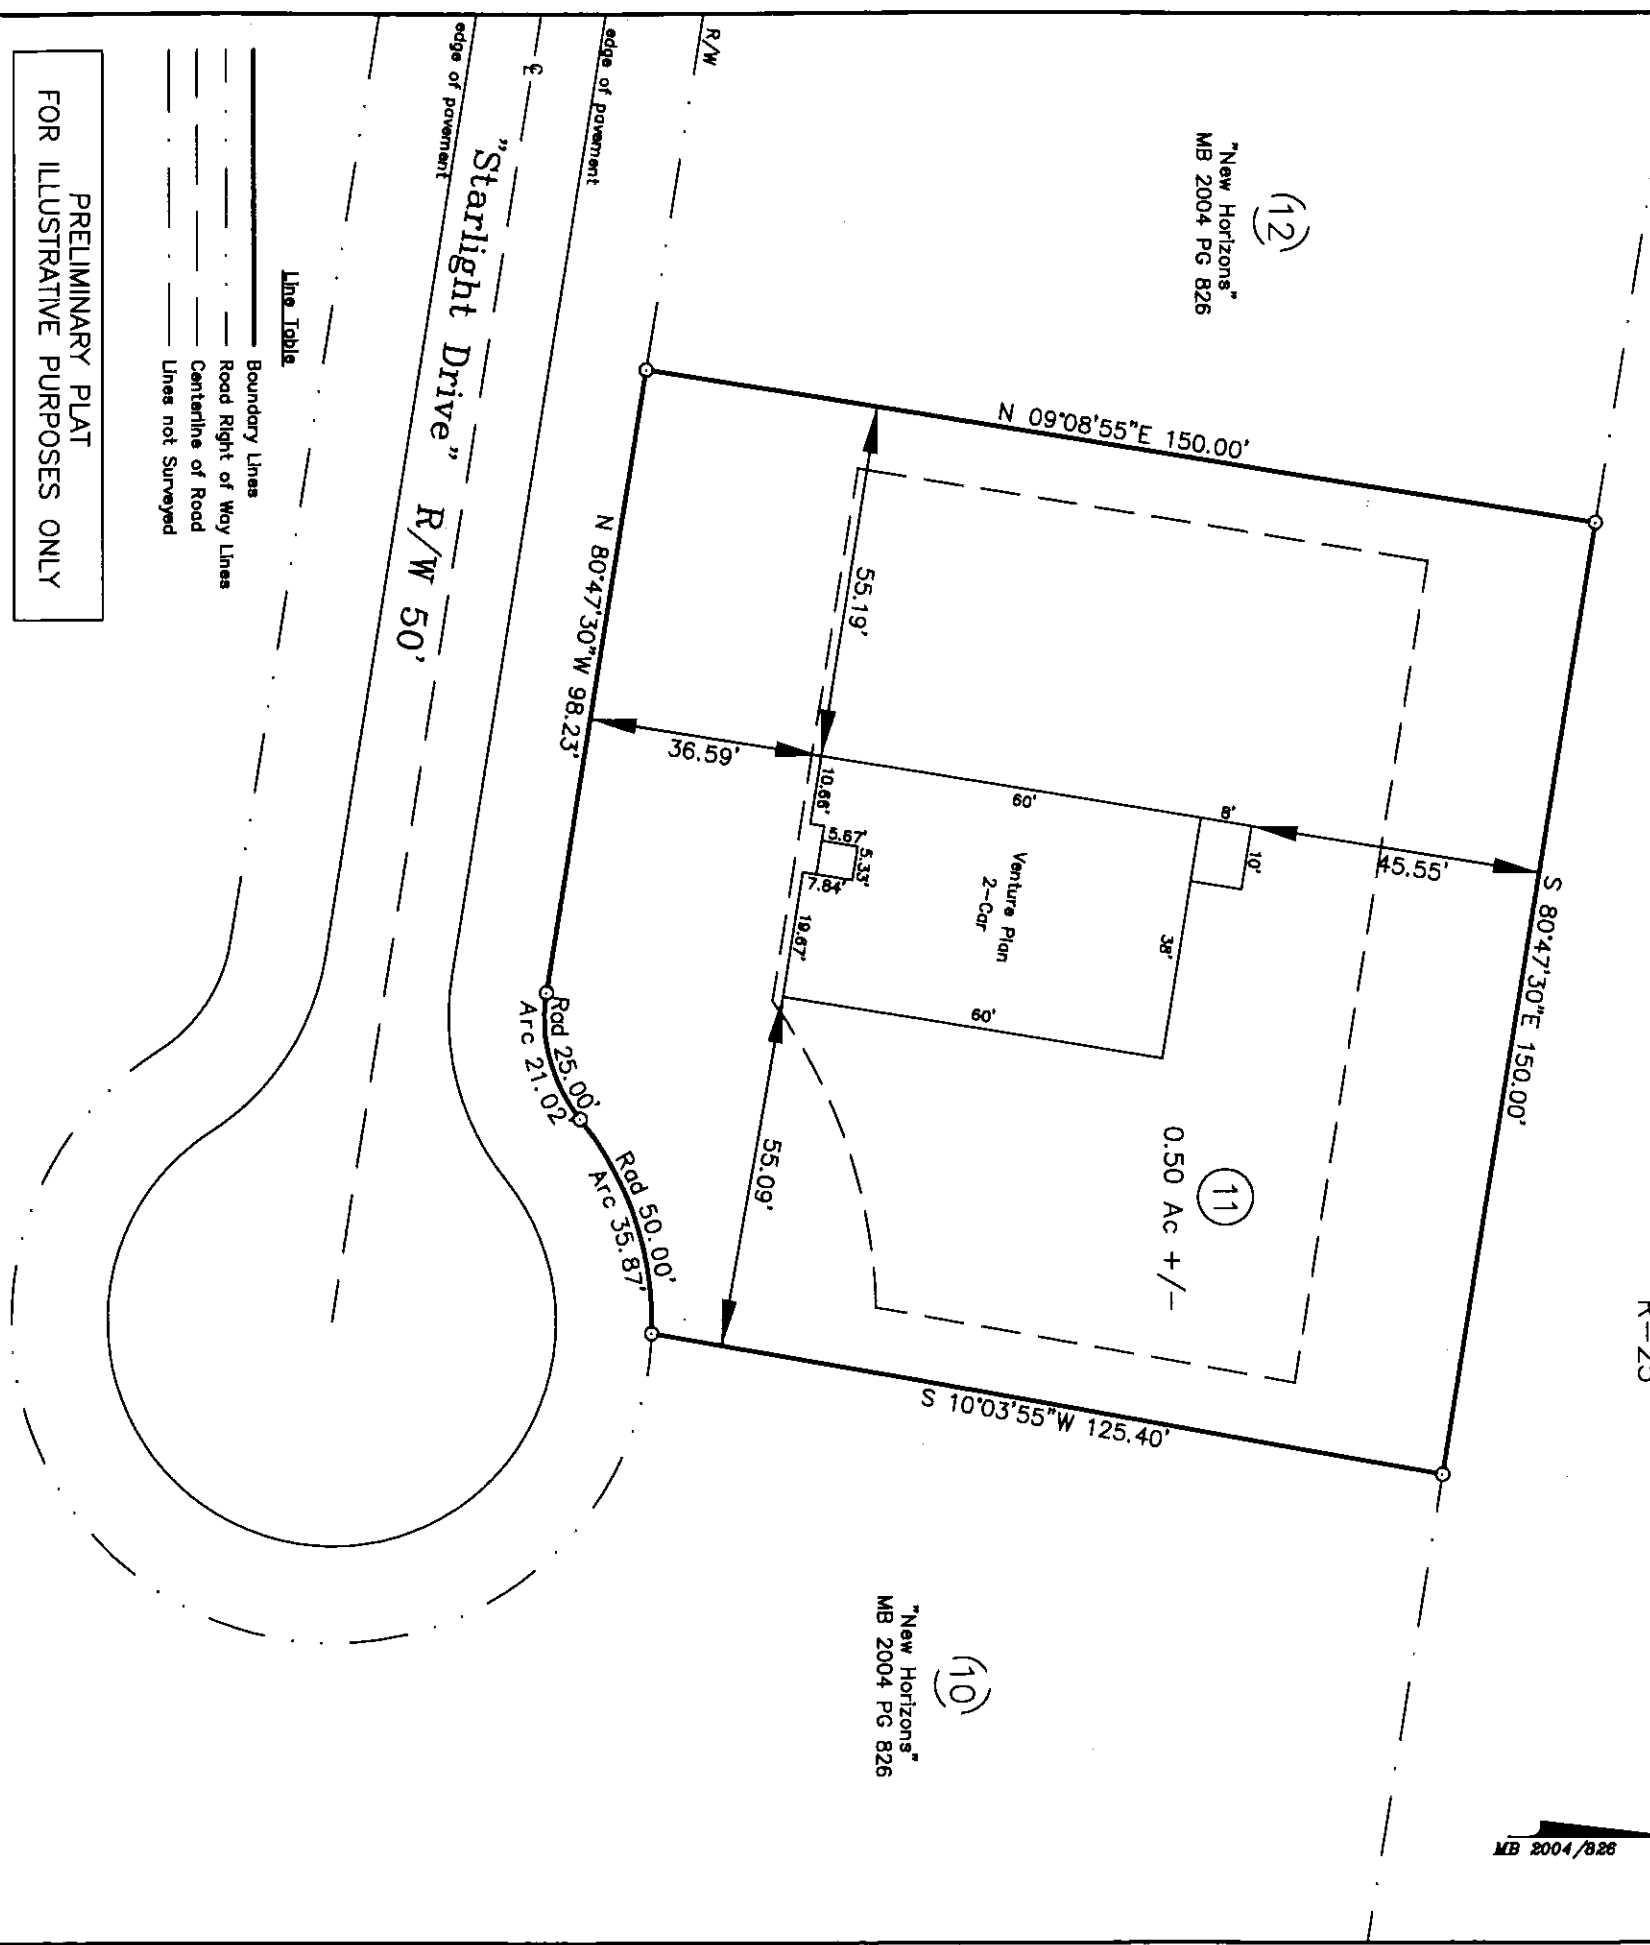 R-25
MB 2004/826
(12)
"New Horizons"
MB 2004 PG 826
N 09°08'55"E 150.00'
S 80°47'30"E 150.00'
S 10°03'55"W 125.40'
N 80°47'30"W 98.23'
Rad 25.00'
Arc 21.02'
Rad 50.00'
Arc 35.87'
11
0.50 Ac +/-
45.55'
8'
10'
38'
60'
60'
Venture Plan
2-Car
55.19'
36.59'
10.66'
5.67'
5.33'
7.84'
19.67'
55.09'
(10)
"New Horizons"
MB 2004 PG 826
R/W
edge of pavement
edge of pavement
"Starlight Drive" R/W 50'
Line Table
Boundary Lines
Road Right of Way Lines
Centerline of Road
Lines not Surveyed
PRELIMINARY PLAT
FOR ILLUSTRATIVE PURPOSES ONLY